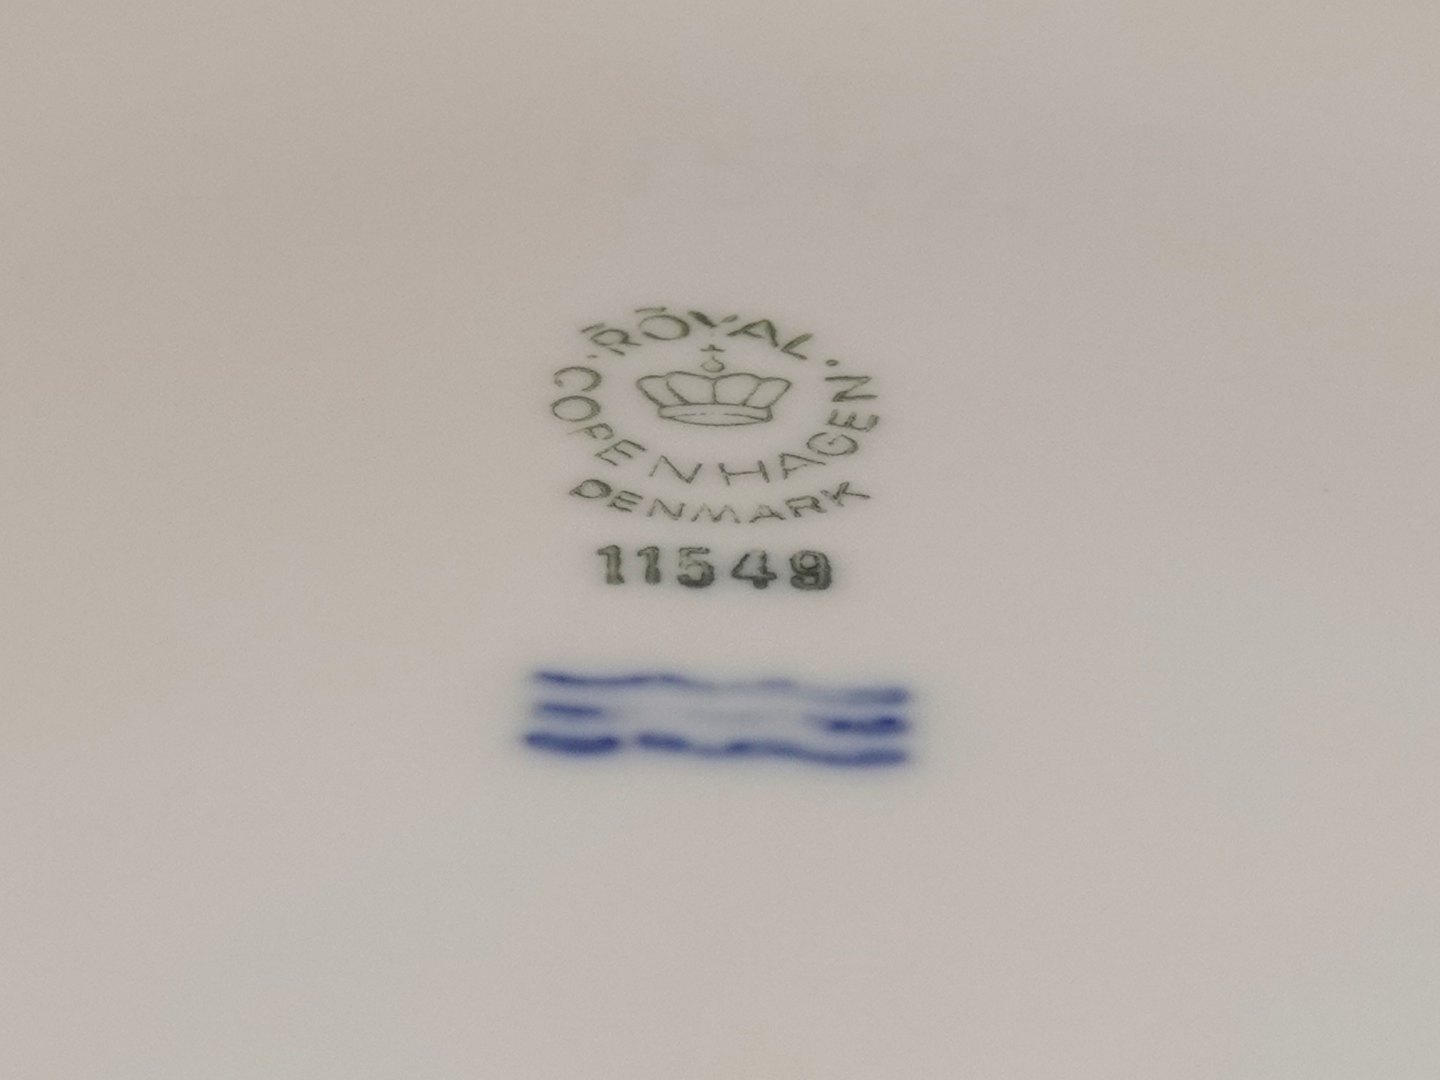 ROYAL
COPENHAGEN
DENMARK
11549